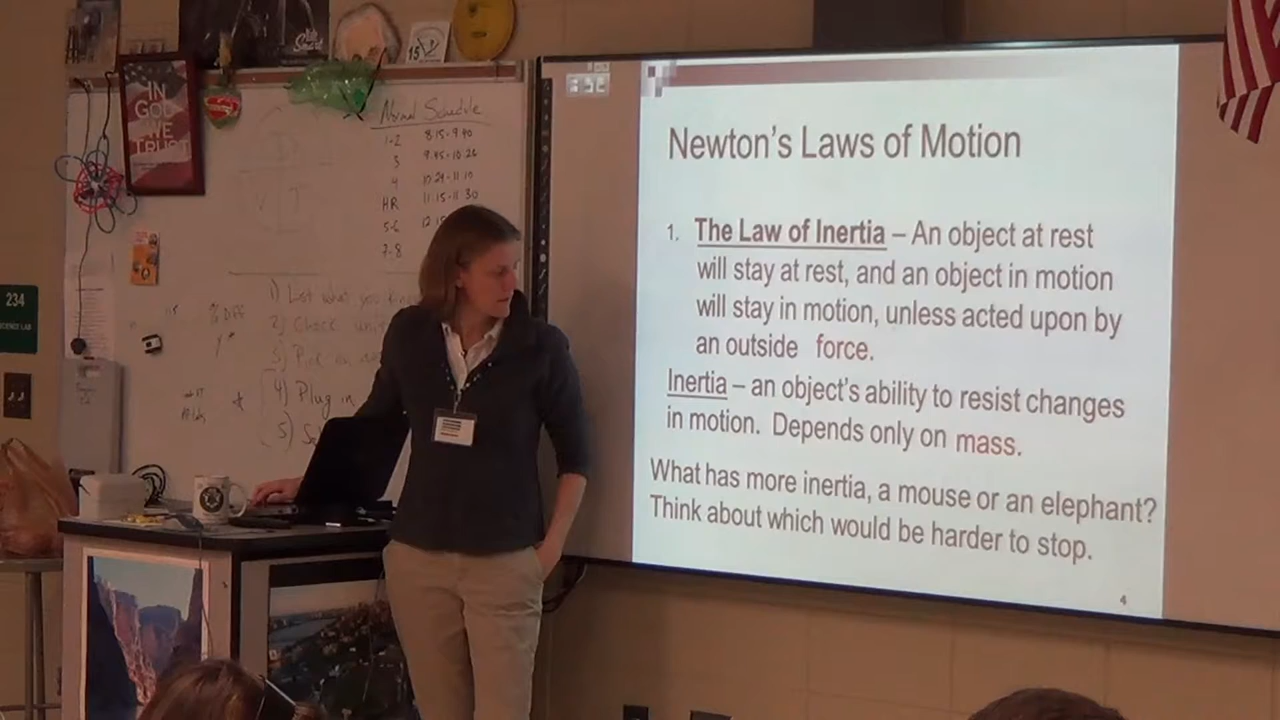 Newton's Laws of Motion
1. The Law of Inertia – An object at rest
will stay at rest, and an object in motion
will stay in motion, unless acted upon by
an outside force.
Inertia – an object's ability to resist changes
in motion. Depends only on mass.
What has more inertia, a mouse or an elephant?
Think about which would be harder to stop.
4
IN
GOD
WE
TRUST
15
Normal Schedule
1-2 8:15-9:40
3 9:45-10:26
4
HR 11:15-11:30
5-6
7-8
1) List what you
2) Check
3) Pick an
4) Plug in
5)
% Diff
234
SCIENCE LAB